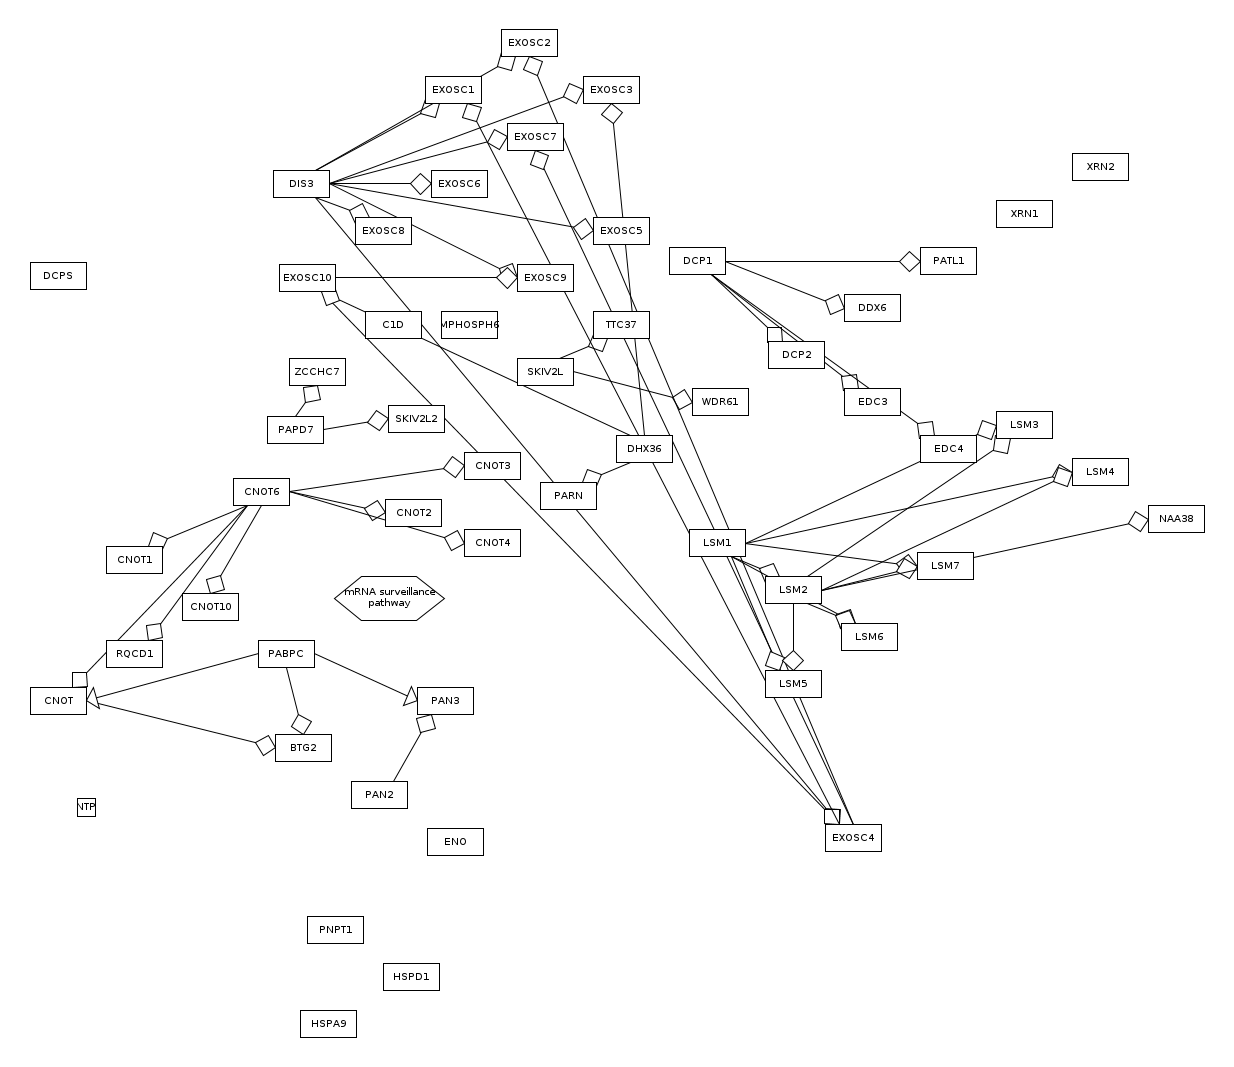 EXOSC2
EXOSC1
EXOSC3
EXOSC7
XRN2
DIS3
EXOSC6
XRN1
EXOSC8
EXOSC5
DCP1
PATL1
DCPS
EXOSC10
EXOSC9
DDX6
C1D
MPHOSPH6
TTC37
DCP2
ZCCHC7
SKIV2L
WDR61
EDC3
SKIV2L2
LSM3
PAPD7
DHX36
EDC4
CNOT3
LSM4
CNOT6
PARN
CNOT2
NAA38
CNOT4
LSM1
CNOT1
LSM7
mRNA surveillance
pathway
LSM2
CNOT10
LSM6
RQCD1
PABPC
LSM5
CNOT
PAN3
BTG2
PAN2
NTP
EXOSC4
ENO
PNPT1
HSPD1
HSPA9